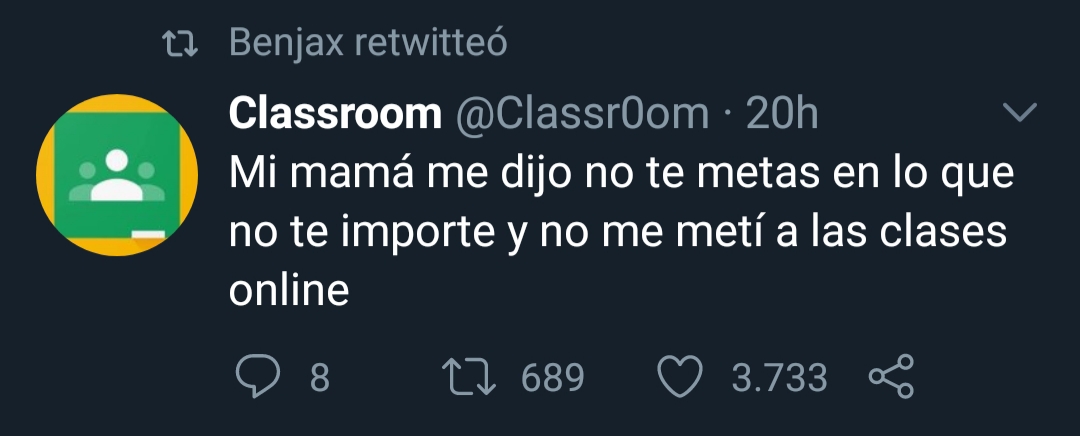 Benjax retwitteó
Classroom @Classr0om · 20h
Mi mamá me dijo no te metas en lo que
no te importe y no me metí a las clases
online
8 689 3.733